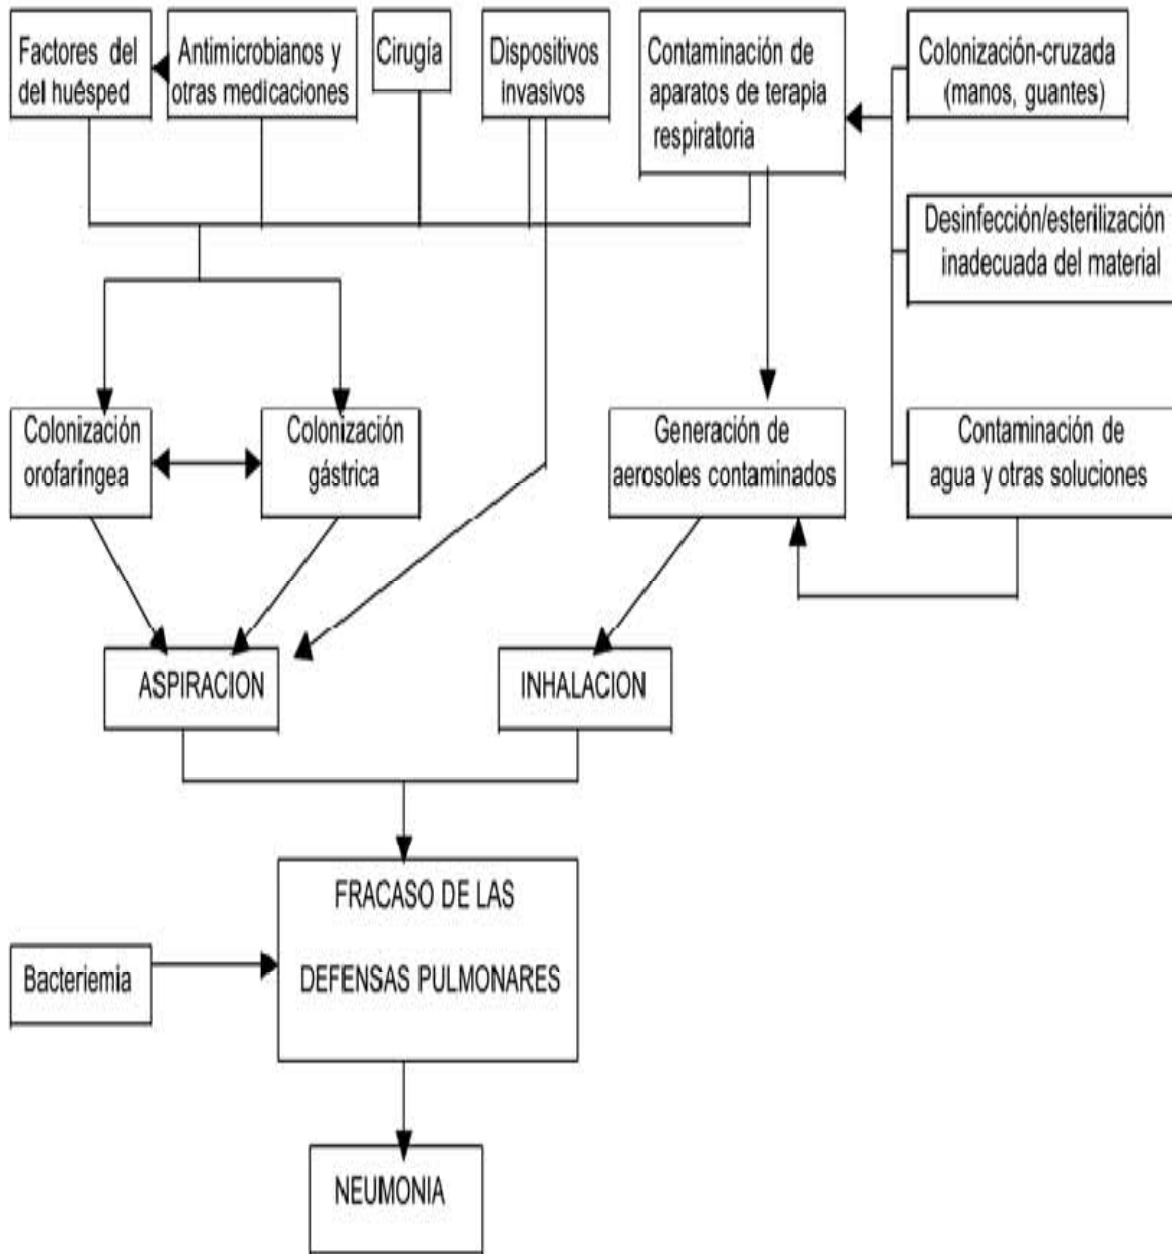 Factores del
del huésped
Antimicrobianos y
otras medicaciones
Cirugía
Dispositivos
invasivos
Contaminación de
aparatos de terapia
respiratoria
Colonización-cruzada
(manos, guantes)
Desinfección/esterilización
inadecuada del material
Colonización
orofaríngea
Colonización
gástrica
Generación de
aerosoles contaminados
Contaminación de
agua y otras soluciones
ASPIRACION
INHALACION
FRACASO DE LAS
DEFENSAS PULMONARES
Bacteriemia
NEUMONIA